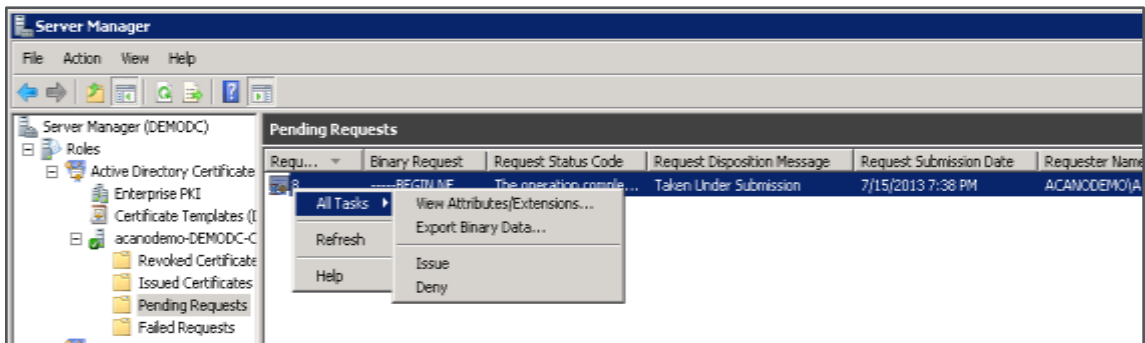 Server Manager
File Action View Help
Server Manager (DEMODC)
Roles
Active Directory Certificate
Enterprise PKI
Certificate Templates (D
acanodemo-DEMODC-C
Revoked Certificate
Issued Certificates
Pending Requests
Failed Requests
Pending Requests
Requ... Binary Request Request Status Code Request Disposition Message Request Submission Date Requester Name
8 -----BEGIN NE... The operation comple... Taken Under Submission 7/15/2013 7:38 PM ACANODEMO\A
All Tasks
Refresh
Help
View Attributes/Extensions...
Export Binary Data...
Issue
Deny